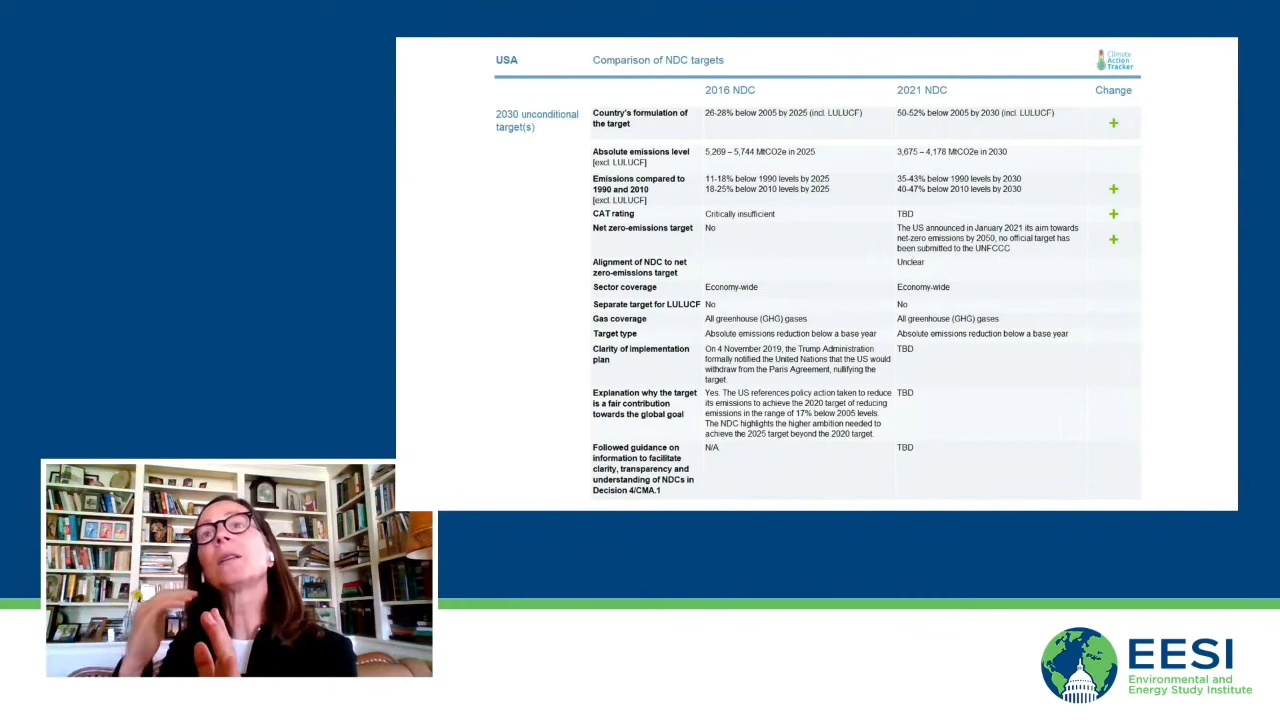 USA Comparison of NDC targets
Climate
Action
Tracker
2016 NDC 2021 NDC Change
2030 unconditional
target(s)
Country's formulation of
the target
26-28% below 2005 by 2025 (incl. LULUCF)
50-52% below 2005 by 2030 (incl. LULUCF)
+
Absolute emissions level
[excl. LULUCF]
5,269 – 5,744 MtCO2e in 2025
3,675 – 4,178 MtCO2e in 2030
Emissions compared to
1990 and 2010
[excl. LULUCF]
11-18% below 1990 levels by 2025
18-25% below 2010 levels by 2025
35-43% below 1990 levels by 2030
40-47% below 2010 levels by 2030
+
CAT rating
Critically insufficient
TBD
+
Net zero-emissions target
No
The US announced in January 2021 its aim towards
net-zero emissions by 2050, no official target has
been submitted to the UNFCCC
+
Alignment of NDC to net
zero-emissions target
Unclear
Sector coverage
Economy-wide
Economy-wide
Separate target for LULUCF
No
No
Gas coverage
All greenhouse (GHG) gases
All greenhouse (GHG) gases
Target type
Absolute emissions reduction below a base year
Absolute emissions reduction below a base year
Clarity of implementation
plan
On 4 November 2019, the Trump Administration
formally notified the United Nations that the US would
withdraw from the Paris Agreement, nullifying the
target.
TBD
Explanation why the target
is a fair contribution
towards the global goal
Yes. The US references policy action taken to reduce
its emissions to achieve the 2020 target of reducing
emissions in the range of 17% below 2005 levels.
The NDC highlights the higher ambition needed to
achieve the 2025 target beyond the 2020 target.
TBD
Followed guidance on
information to facilitate
clarity, transparency and
understanding of NDCs in
Decision 4/CMA.1
N/A
TBD
EESI
Environmental and
Energy Study Institute